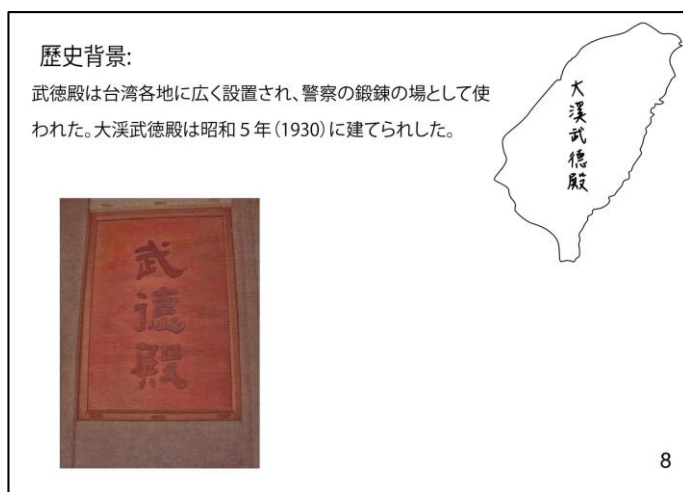 歴史背景:
武徳殿は台湾各地に広く設置され、警察の鍛錬の場として使
われた。大渓武徳殿は昭和5年(1930)に建てられした。
大溪武德殿
武德殿
8